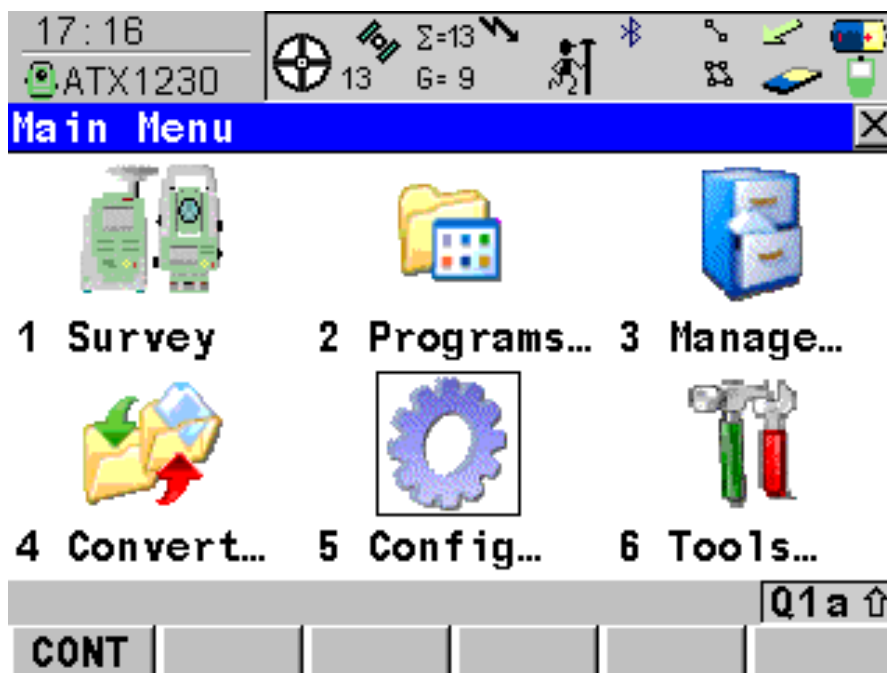 17:16
ATX1230
13
Σ=13
G= 9
2
Main Menu
1 Survey
2 Programs…
3 Manage…
4 Convert…
5 Config…
6 Tools…
Q1a
CONT